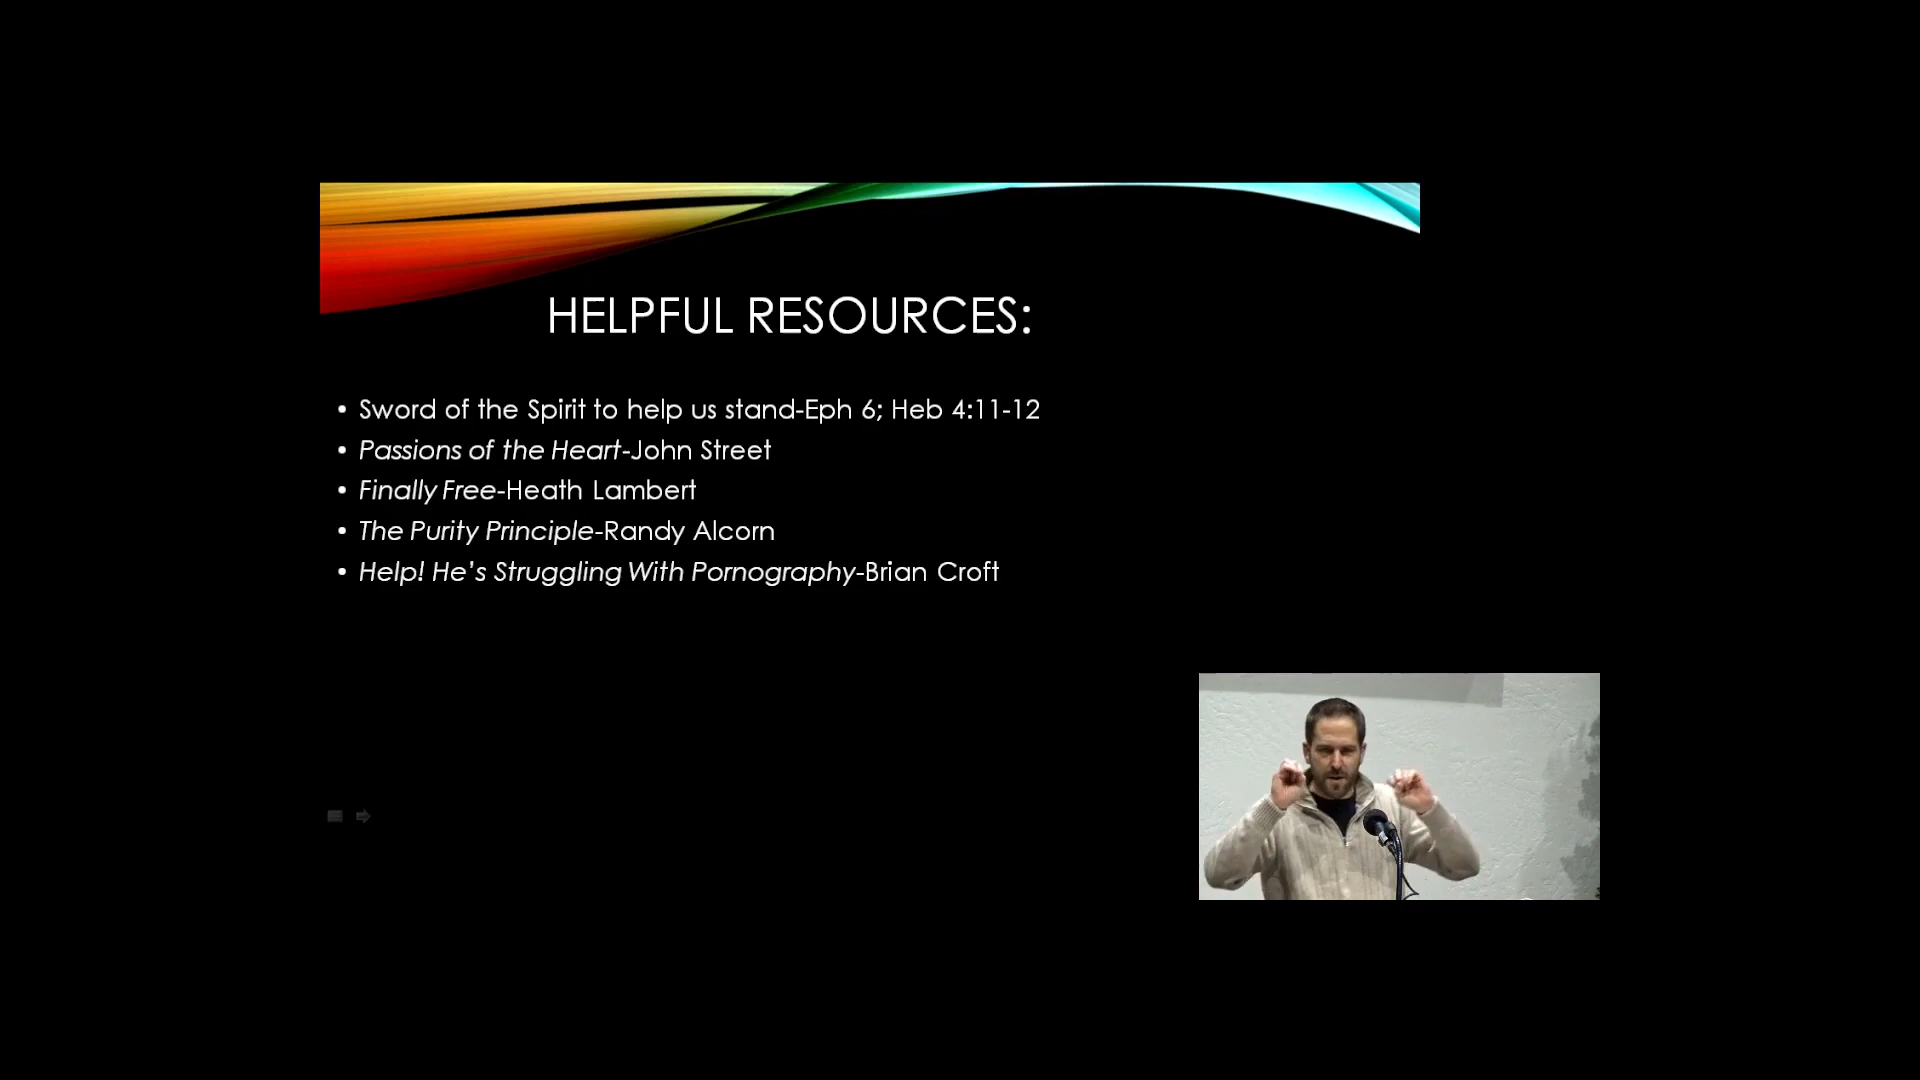 HELPFUL RESOURCES:
• Sword of the Spirit to help us stand-Eph 6; Heb 4:11-12
• Passions of the Heart-John Street
• Finally Free-Heath Lambert
• The Purity Principle-Randy Alcorn
• Help! He's Struggling With Pornography-Brian Croft